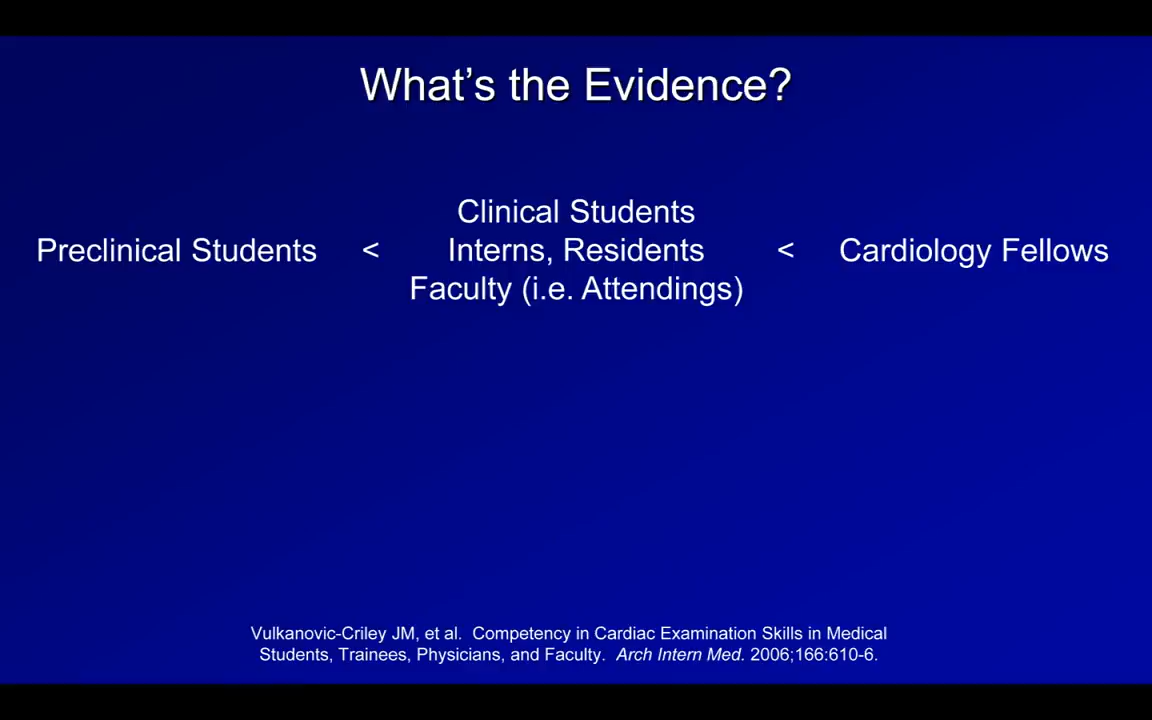 What's the Evidence?
Clinical Students
Preclinical Students < Interns, Residents < Cardiology Fellows
Faculty (i.e. Attendings)
Vulkanovic-Criley JM, et al. Competency in Cardiac Examination Skills in Medical
Students, Trainees, Physicians, and Faculty. Arch Intern Med. 2006;166:610-6.